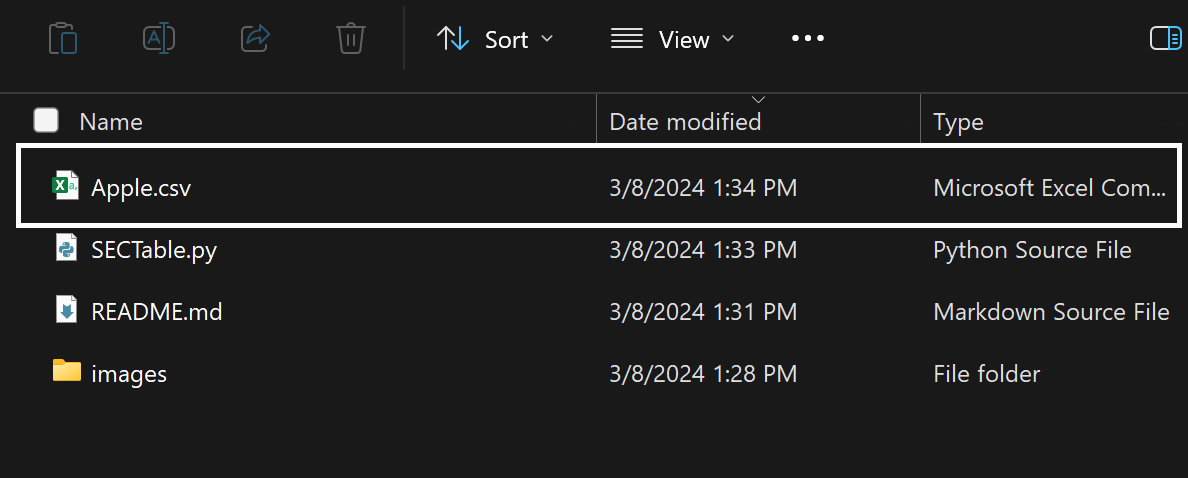 Sort View
Name Date modified Type
Apple.csv 3/8/2024 1:34 PM Microsoft Excel Com...
SECTable.py 3/8/2024 1:33 PM Python Source File
README.md 3/8/2024 1:31 PM Markdown Source File
images 3/8/2024 1:28 PM File folder